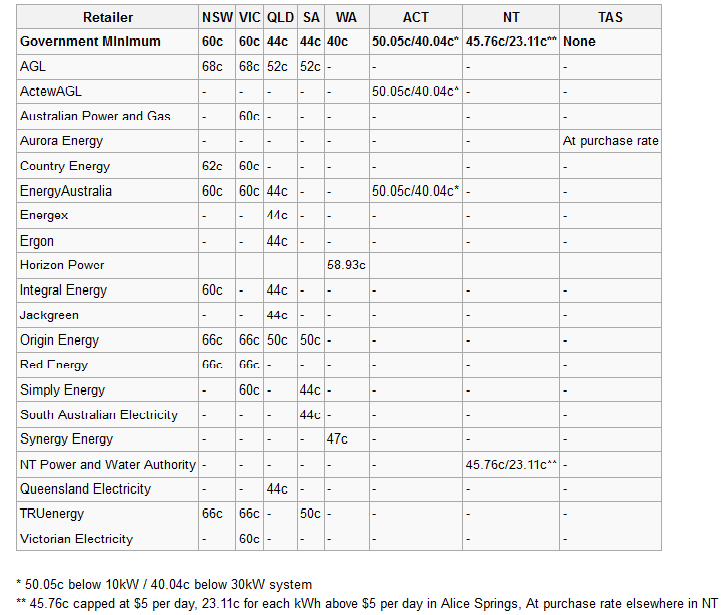 Retailer NSW VIC QLD SA WA ACT NT TAS
Government Minimum 60c 60c 44c 44c 40c 50.05c/40.04c* 45.76c/23.11c** None
AGL 68c 68c 52c 52c - - - -
ActewAGL - - - - - 50.05c/40.04c* - -
Australian Power and Gas - 60c - - - - - -
Aurora Energy - - - - - - - At purchase rate
Country Energy 62c 60c - - - - - -
EnergyAustralia 60c 60c 44c - - 50.05c/40.04c* - -
Energex - - 44c - - - - -
Ergon - - 44c - - - - -
Horizon Power 58.93c
Integral Energy 60c - 44c - - - - -
Jackgreen - - 44c - - - - -
Origin Energy 66c 66c 50c 50c - - - -
Red Energy 66c 66c - - - - - -
Simply Energy - 60c - 44c - - - -
South Australian Electricity - - - 44c - - - -
Synergy Energy - - - - 47c - - -
NT Power and Water Authority - - - - - - 45.76c/23.11c** -
Queensland Electricity - - 44c - - - - -
TRUenergy 66c 66c - 50c - - - -
Victorian Electricity - 60c - - - - - -
* 50.05c below 10kW / 40.04c below 30kW system
** 45.76c capped at $5 per day, 23.11c for each kWh above $5 per day in Alice Springs, At purchase rate elsewhere in NT